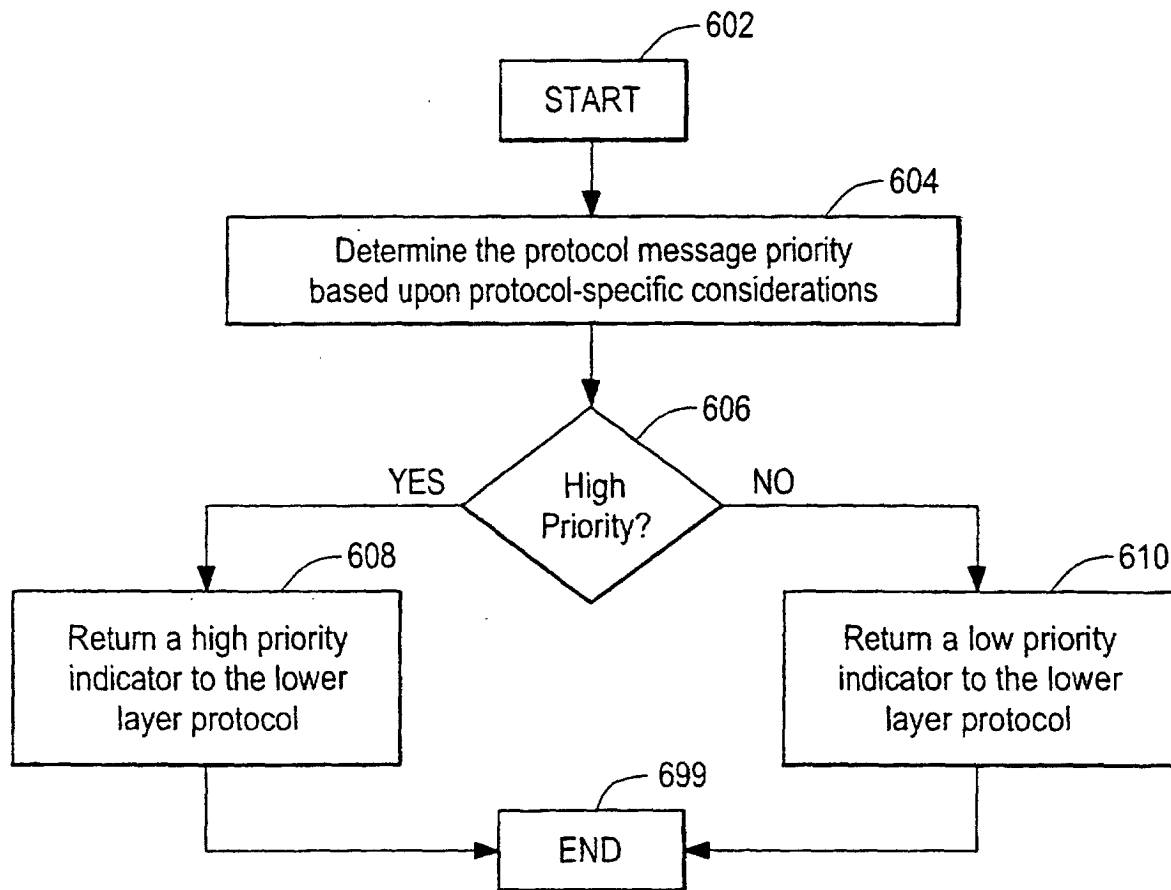 602
START
604
Determine the protocol message priority
based upon protocol-specific considerations
606
YES
High
Priority?
NO
608
Return a high priority
indicator to the lower
layer protocol
610
Return a low priority
indicator to the lower
layer protocol
699
END